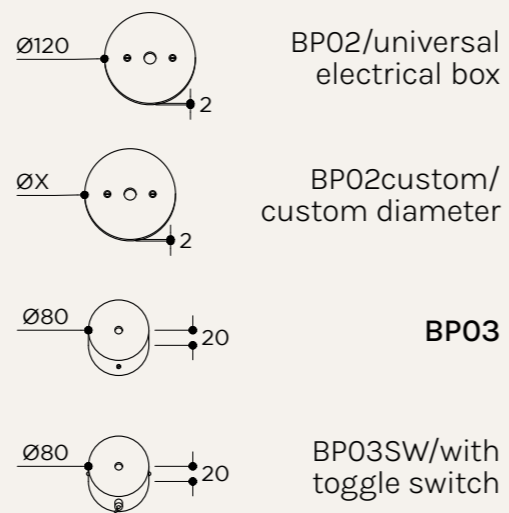 Ø120
2
BP02/universal
electrical box
ØX
2
BP02custom/
custom diameter
Ø80
20
BP03
Ø80
20
BP03SW/with
toggle switch